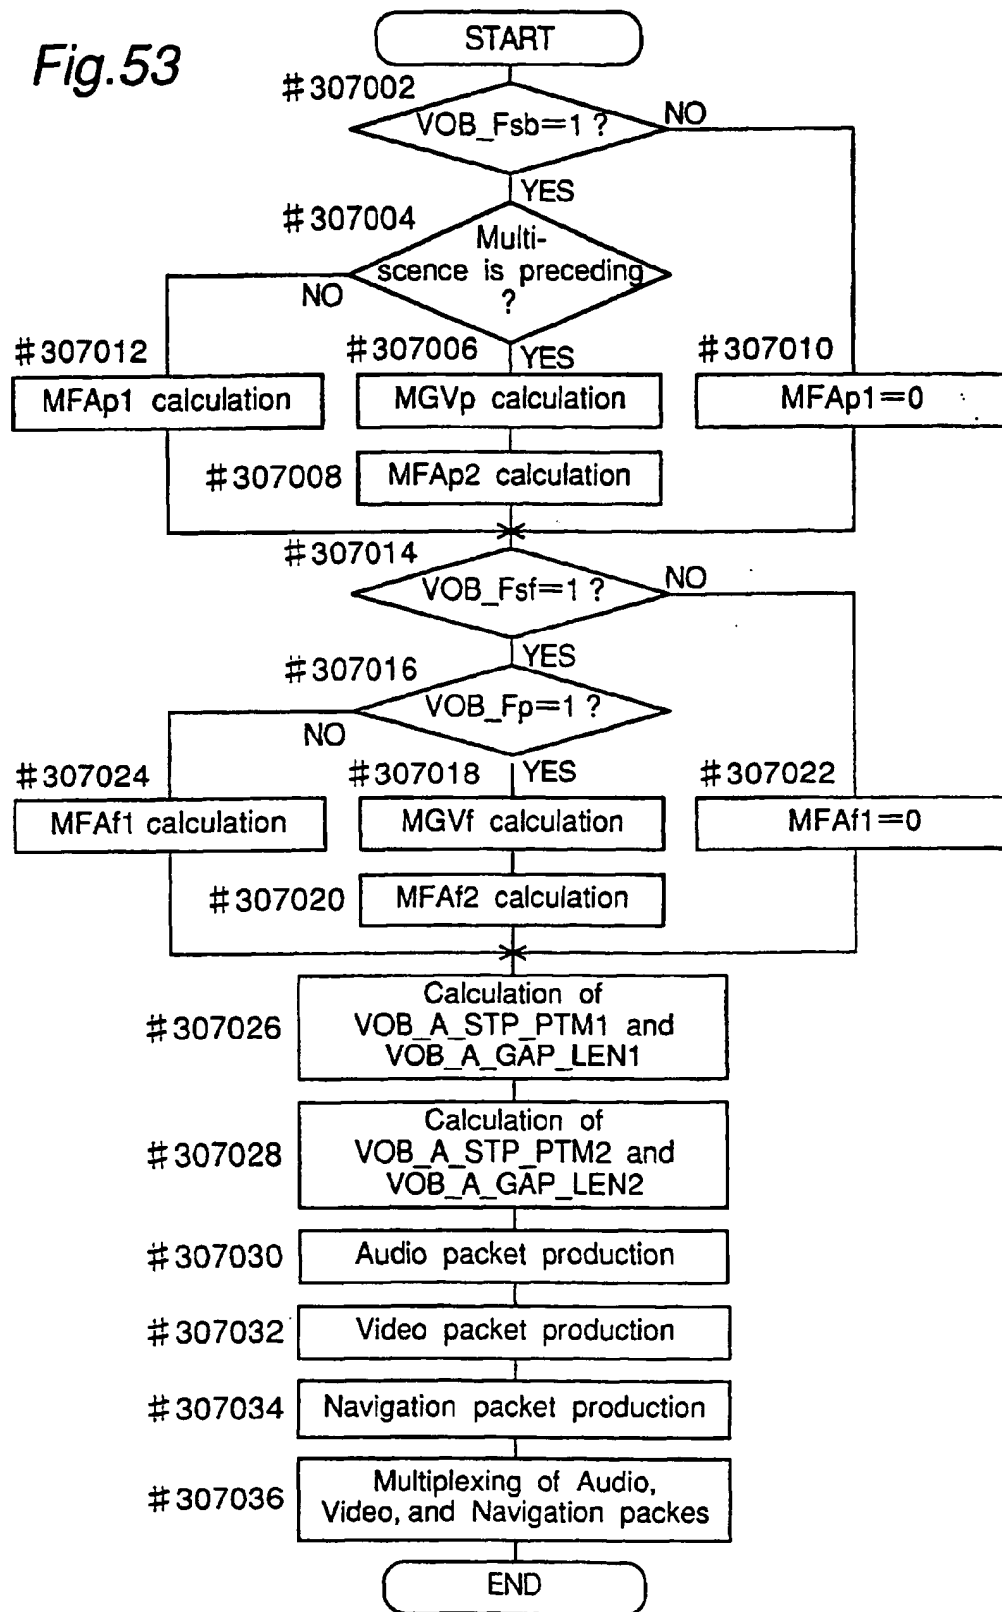 Fig.53
START
#307002
VOB_Fsb=1 ?
NO
YES
#307004
Multi-
scence is preceding
?
NO
YES
#307012
#307006
#307010
MFAp1 calculation
MGVp calculation
MFAp1=0
#307008
MFAp2 calculation
#307014
VOB_Fsf=1 ?
NO
YES
#307016
VOB_Fp=1 ?
NO
YES
#307024
#307018
#307022
MFAf1 calculation
MGVf calculation
MFAf1=0
#307020
MFAf2 calculation
#307026
Calculation of
VOB_A_STP_PTM1 and
VOB_A_GAP_LEN1
#307028
Calculation of
VOB_A_STP_PTM2 and
VOB_A_GAP_LEN2
#307030
Audio packet production
#307032
Video packet production
#307034
Navigation packet production
#307036
Multiplexing of Audio,
Video, and Navigation packes
END